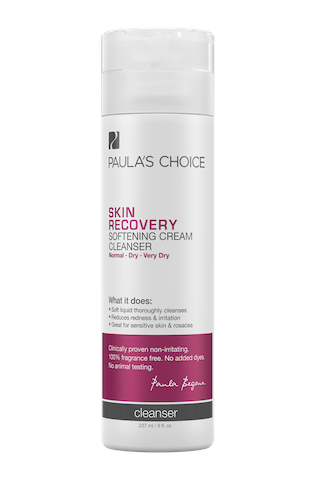 PAULA'S CHOICE
SKIN
RECOVERY
SOFTENING CREAM
CLEANSER
Normal · Dry · Very Dry
What it does:
• Soft liquid thoroughly cleanses
• Reduces redness & irritation
• Great for sensitive skin & rosacea
Clinically proven non-irritating.
100% fragrance free. No added dyes.
No animal testing.
Paula Begoun
cleanser
237 ml / 8 fl. oz.